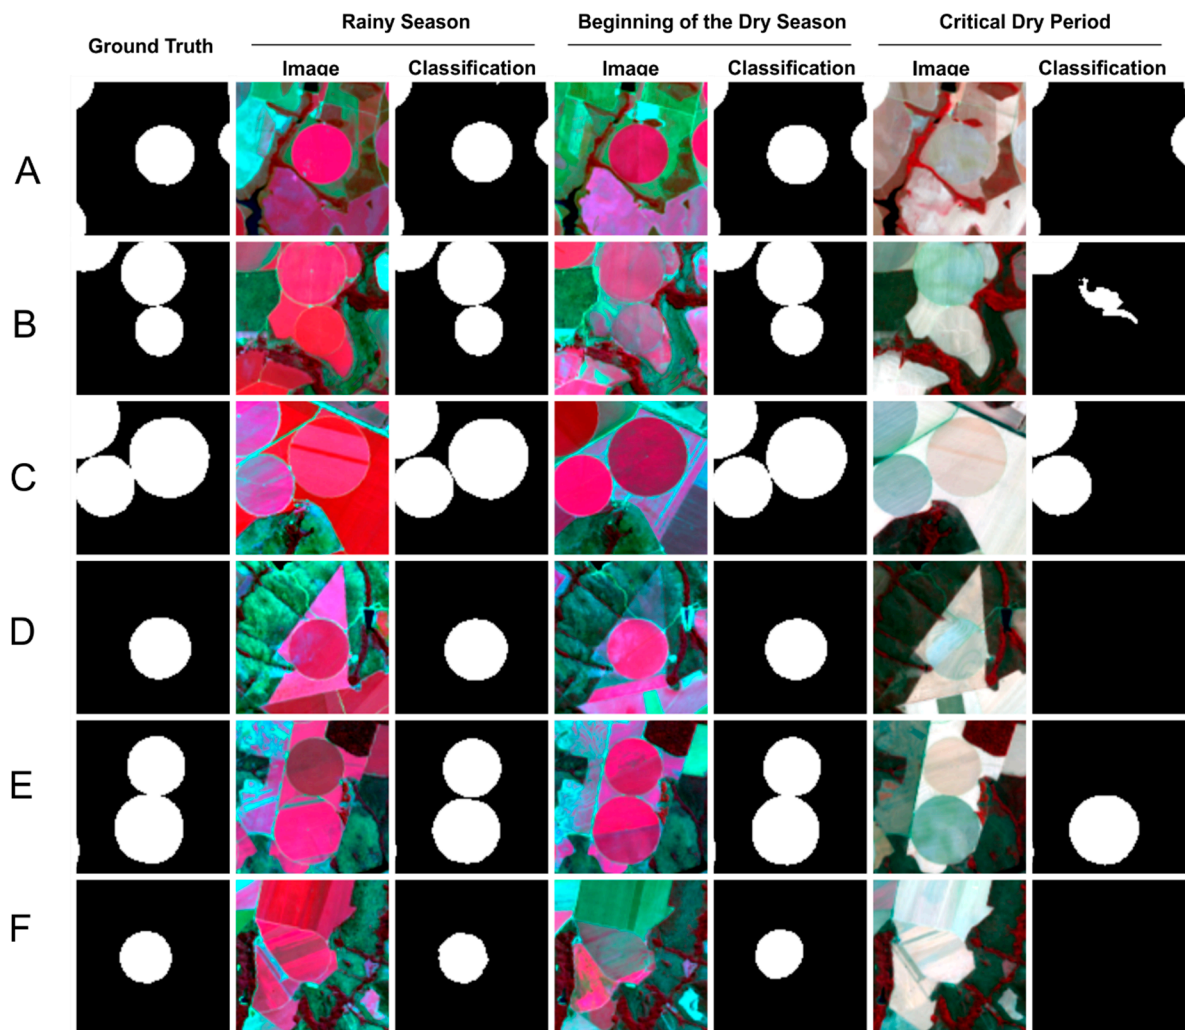 Rainy Season
Beginning of the Dry Season
Critical Dry Period
Ground Truth
Image
Classification
Image
Classification
Image
Classification
A
B
C
D
E
F